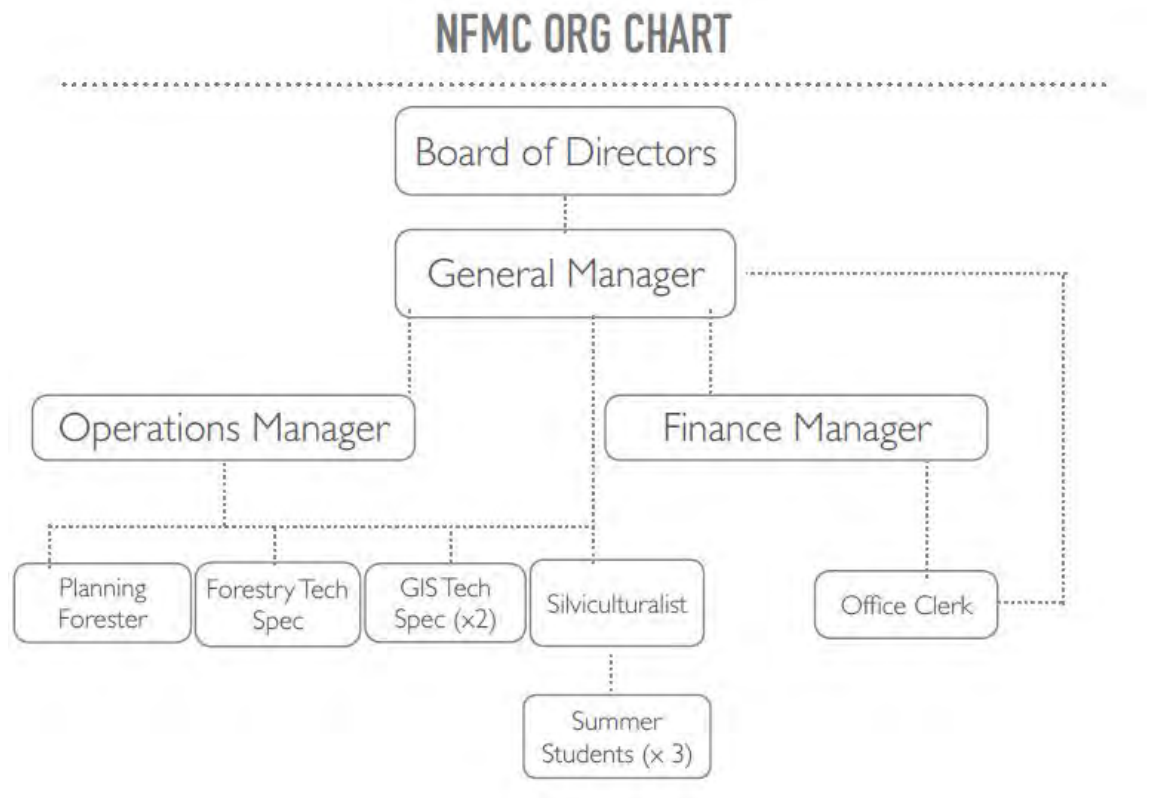 NFMC ORG CHART
Board of Directors
General Manager
Operations Manager
Finance Manager
Planning
Forester
Forestry Tech
Spec
GIS Tech
Spec (x2)
Silviculturalist
Office Clerk
Summer
Students (x 3)